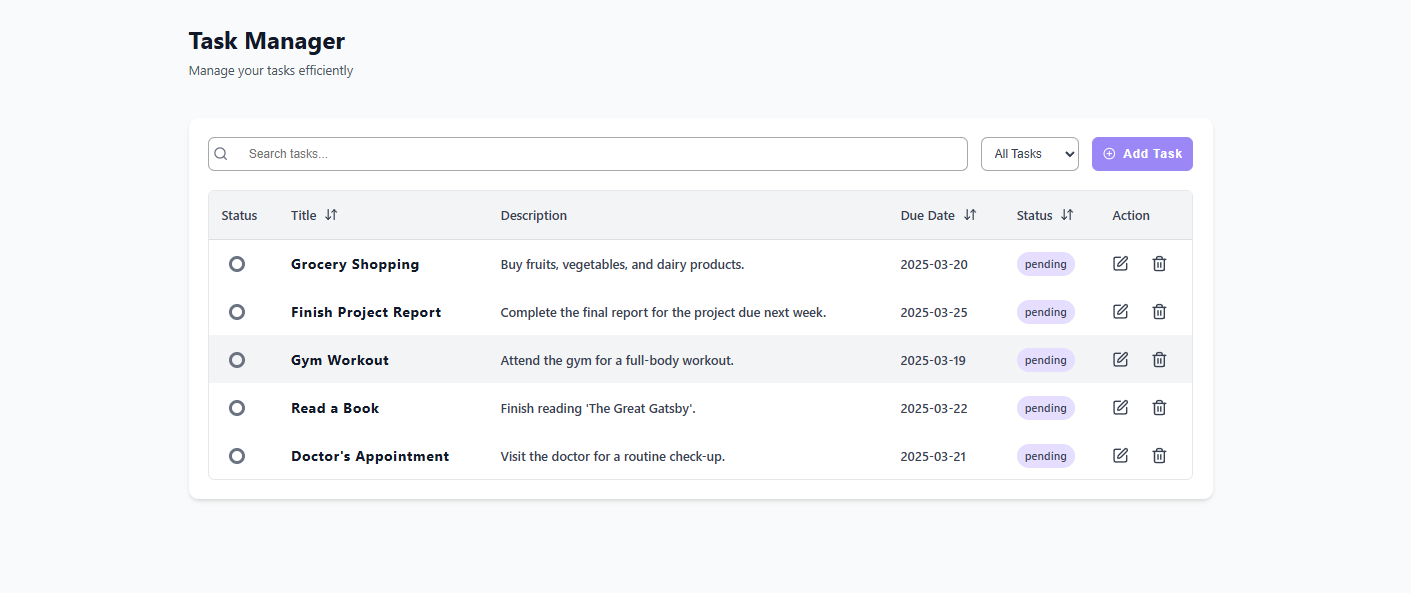 Task Manager
Manage your tasks efficiently
Search tasks... All Tasks Add Task
Status Title Description Due Date Status Action
Grocery Shopping Buy fruits, vegetables, and dairy products. 2025-03-20 pending
Finish Project Report Complete the final report for the project due next week. 2025-03-25 pending
Gym Workout Attend the gym for a full-body workout. 2025-03-19 pending
Read a Book Finish reading 'The Great Gatsby'. 2025-03-22 pending
Doctor's Appointment Visit the doctor for a routine check-up. 2025-03-21 pending